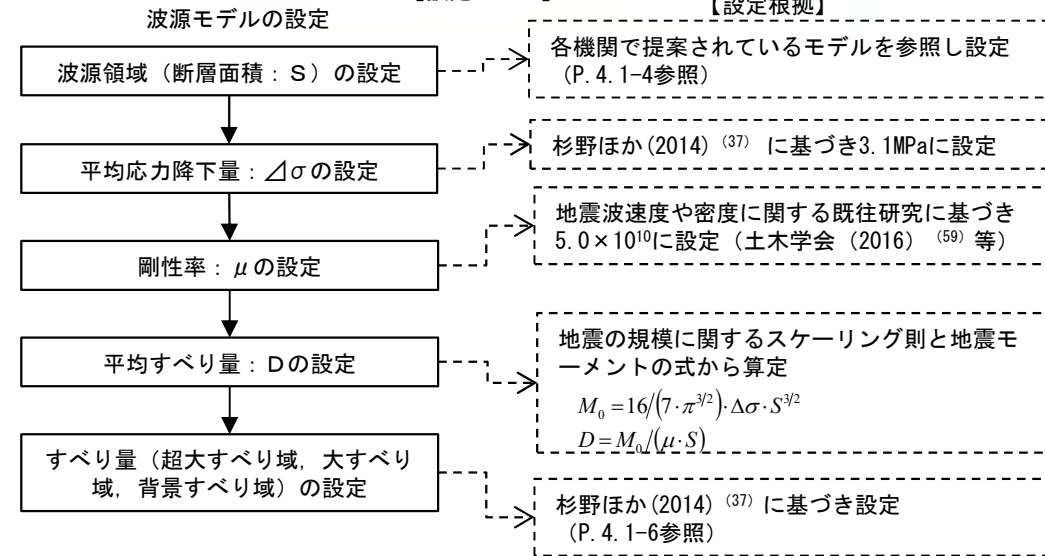 【設定根拠】
波源モデルの設定
波源領域（断層面積：S）の設定
各機関で提案されているモデルを参照し設定
（P.4.1-4参照）
平均応力降下量：⊿σの設定
杉野ほか(2014)⁽³⁷⁾ に基づき3.1MPaに設定
剛性率：μの設定
地震波速度や密度に関する既往研究に基づき
5.0×10¹⁰に設定（土木学会（2016）⁽⁵⁹⁾等）
平均すべり量：Dの設定
地震の規模に関するスケーリング則と地震モ
ーメントの式から算定
M₀=16/(7・π^{3/2})・Δσ・S^{3/2}
D=M₀/(μ・S)
すべり量（超大すべり域，大すべり
域，背景すべり域）の設定
杉野ほか(2014)⁽³⁷⁾ に基づき設定
（P.4.1-6参照）